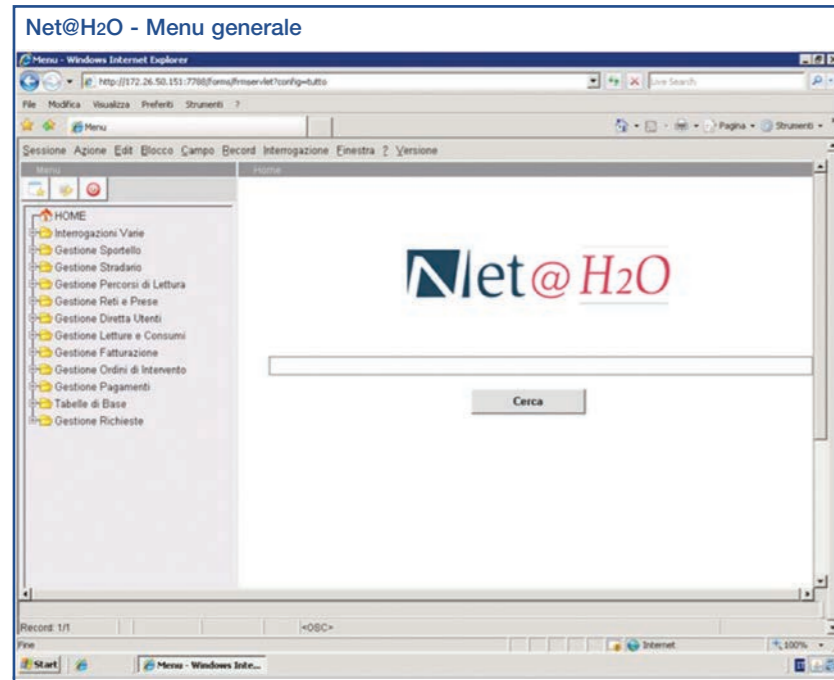 Net@H2O - Menu generale
Menu - Windows Internet Explorer
http://172.26.50.151:7788/forms/frmservlet?config=tutto
Live Search
File Modifica Visualizza Preferiti Strumenti ?
Menu
Pagina
Strumenti
Sessione Azione Edit Blocco Campo Record Interrogazione Finestra ? Versione
Menu
Home
HOME
Interrogazioni Varie
Gestione Sportello
Gestione Stradario
Gestione Percorsi di Lettura
Gestione Reti e Prese
Gestione Diretta Utenti
Gestione Letture e Consumi
Gestione Fatturazione
Gestione Ordini di Intervento
Gestione Pagamenti
Tabelle di Base
Gestione Richieste
Net@H2O
Cerca
Record: 1/1
<OSC>
Fine
Internet
100%
Start
Menu - Windows Inte...